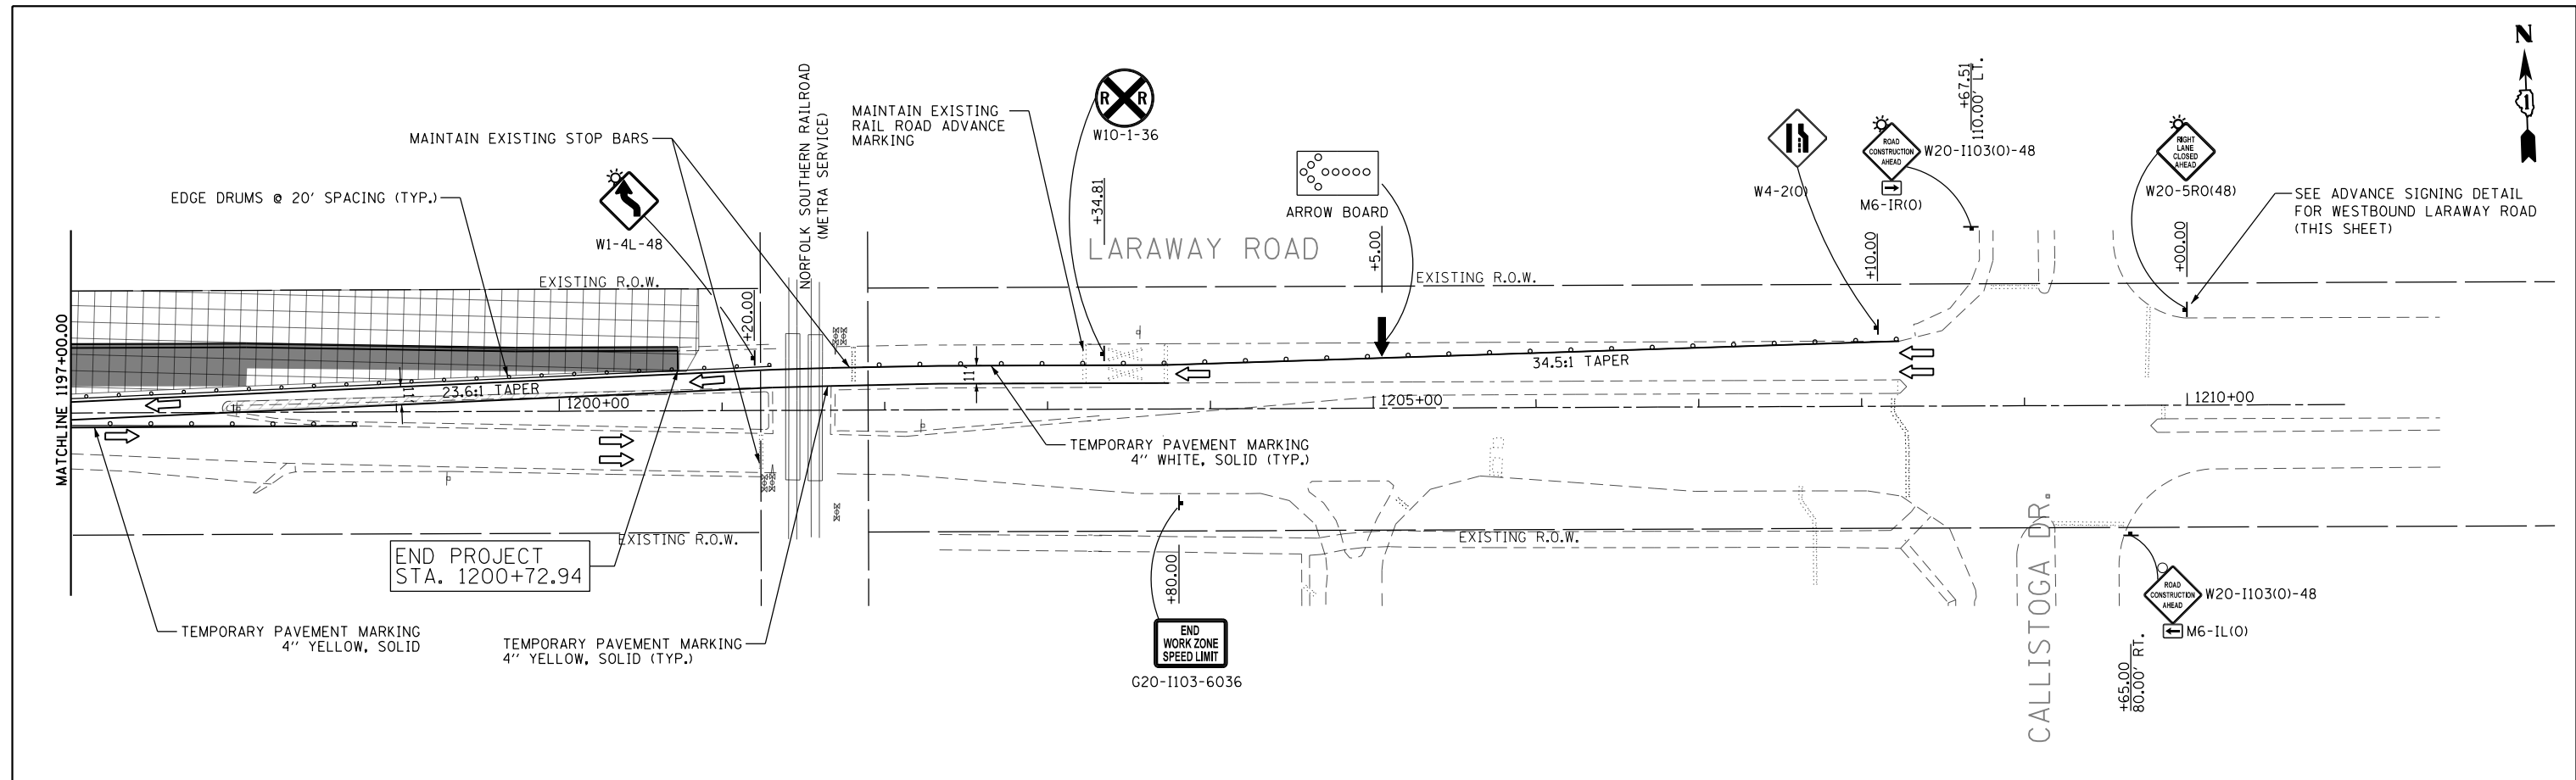 N
1
MAINTAIN EXISTING STOP BARS
EDGE DRUMS @ 20' SPACING (TYP.)
W1-4L-48
NORFOLK SOUTHERN RAILROAD
(METRA SERVICE)
MAINTAIN EXISTING
RAIL ROAD ADVANCE
MARKING
R R
W10-1-36
+34.81
LARAWAY ROAD
ARROW BOARD
+5.00
W4-2(O)
+10.00
+67.51
110.00' LT.
ROAD
CONSTRUCTION
AHEAD
W20-I103(O)-48
M6-IR(O)
RIGHT
LANE
CLOSED
AHEAD
W20-5RO(48)
+00.00
SEE ADVANCE SIGNING DETAIL
FOR WESTBOUND LARAWAY ROAD
(THIS SHEET)
EXISTING R.O.W.
+20.00
EXISTING R.O.W.
MATCHLINE 1197+00.00
11'
23.6:1 TAPER
1200+00
11'
34.5:1 TAPER
1205+00
1210+00
TEMPORARY PAVEMENT MARKING
4" WHITE, SOLID (TYP.)
END PROJECT
STA. 1200+72.94
EXISTING R.O.W.
EXISTING R.O.W.
TEMPORARY PAVEMENT MARKING
4" YELLOW, SOLID
TEMPORARY PAVEMENT MARKING
4" YELLOW, SOLID (TYP.)
+80.00
END
WORK ZONE
SPEED LIMIT
G20-I103-6036
CALLISTOGA DR.
ROAD
CONSTRUCTION
AHEAD
W20-I103(O)-48
M6-IL(O)
+65.00
80.00' RT.